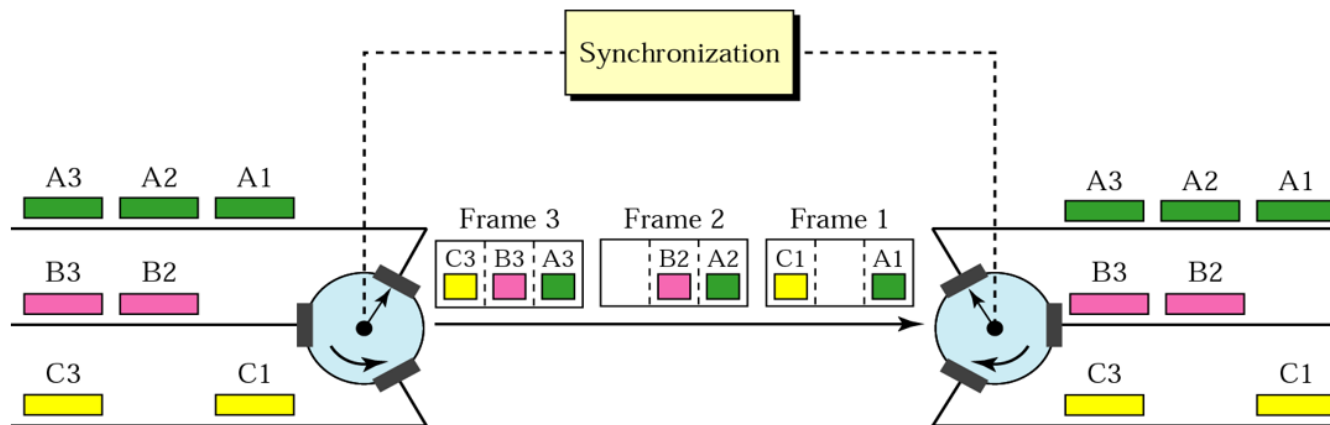 Synchronization
A3 A2 A1
A3 A2 A1
Frame 3 Frame 2 Frame 1
C3 B3 A3 B2 A2 C1 A1
B3 B2
B3 B2
C3 C1
C3 C1